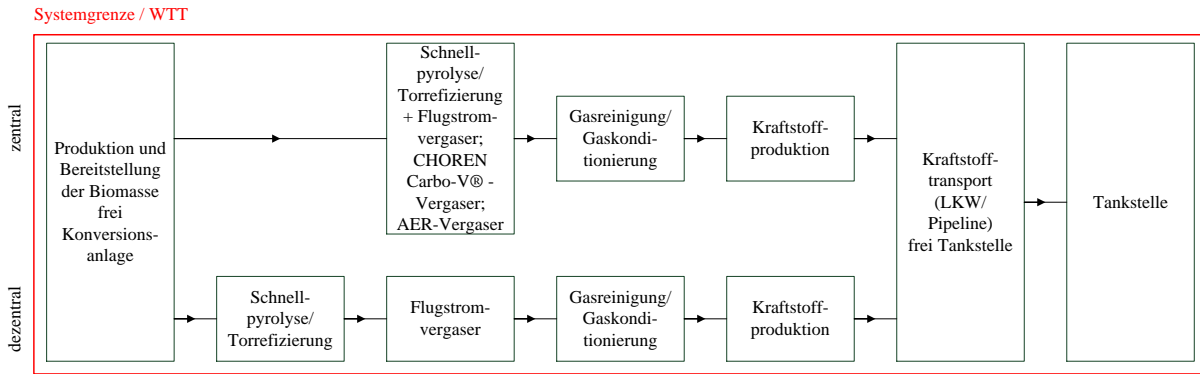 Systemgrenze / WTT
zentral
dezentral
Produktion und
Bereitstellung
der Biomasse
frei
Konversions-
anlage
Schnell-
pyrolyse/
Torrefizierung
+ Flugstrom-
vergaser;
CHOREN
Carbo-V® -
Vergaser;
AER-Vergaser
Gasreinigung/
Gaskondi-
tionierung
Kraftstoff-
produktion
Schnell-
pyrolyse/
Torrefizierung
Flugstrom-
vergaser
Gasreinigung/
Gaskondi-
tionierung
Kraftstoff-
produktion
Kraftstoff-
transport
(LKW/
Pipeline)
frei Tankstelle
Tankstelle